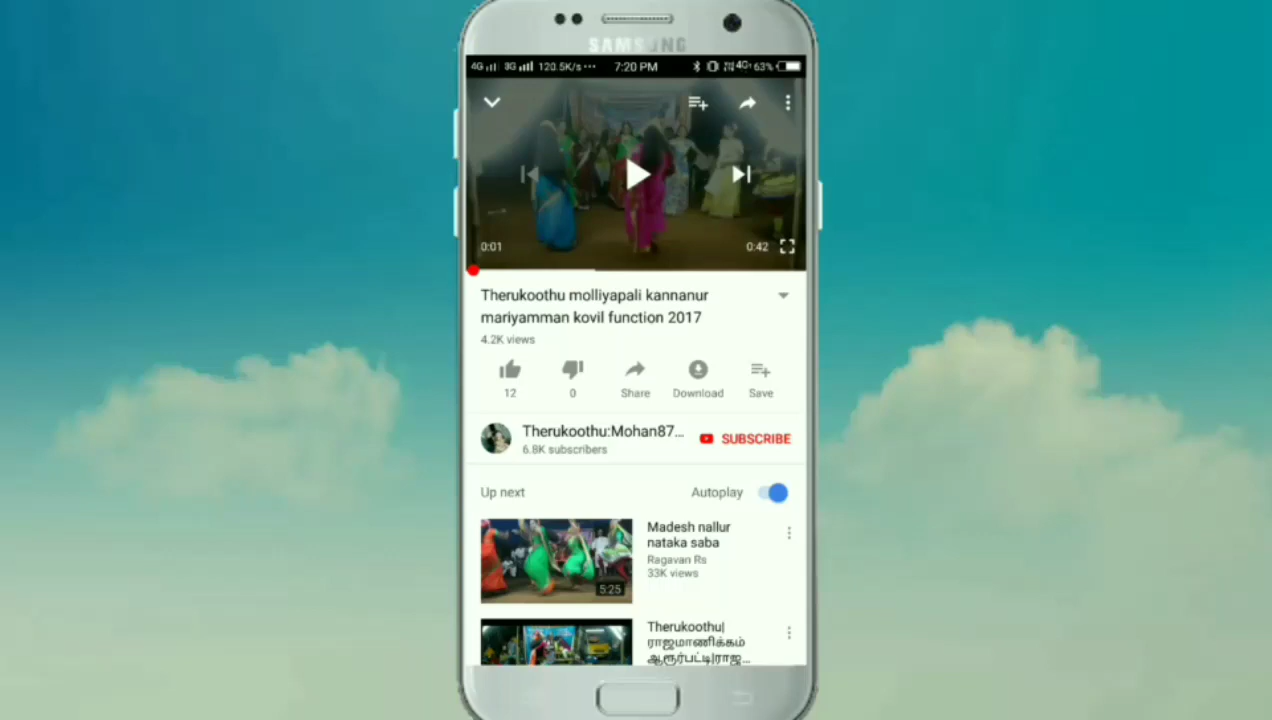 SAMSUNG
4G 3G 120.5K/s ··· 7:20 PM 4G+ 63%
0:01 0:42
Therukoothu molliyapali kannanur
mariyamman kovil function 2017
4.2K views
12 0 Share Download Save
Therukoothu:Mohan87... SUBSCRIBE
6.8K subscribers
Up next Autoplay
Madesh nallur
nataka saba
Ragavan Rs
33K views
5:25
Therukoothu|
ராஜமாணிக்கம்
ஆரூர்பட்டி|ராஜ...